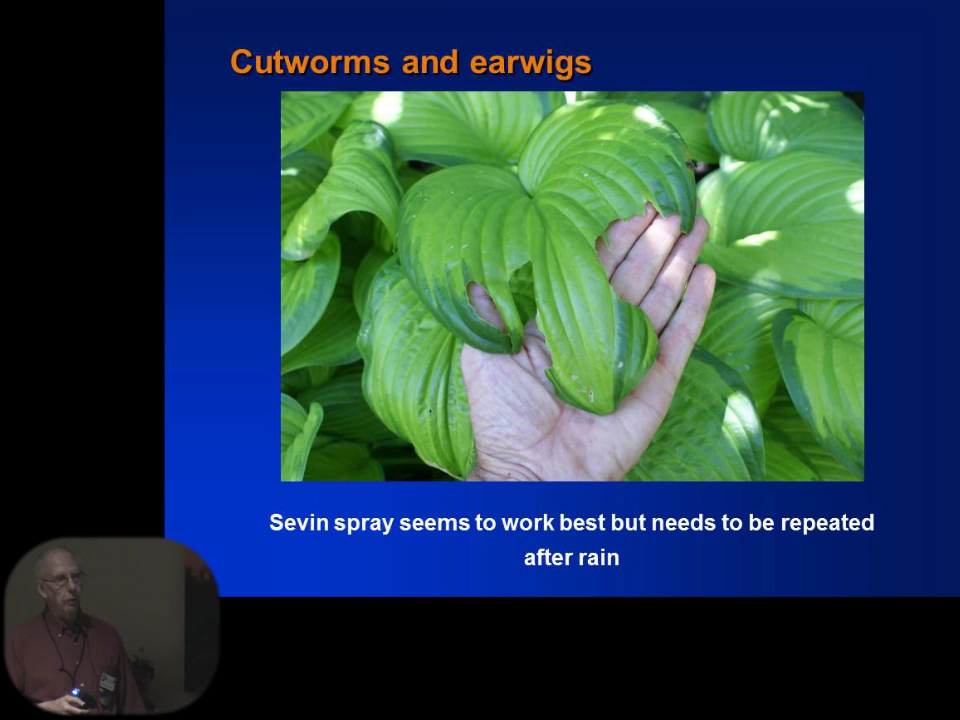 Cutworms and earwigs
Sevin spray seems to work best but needs to be repeated
after rain